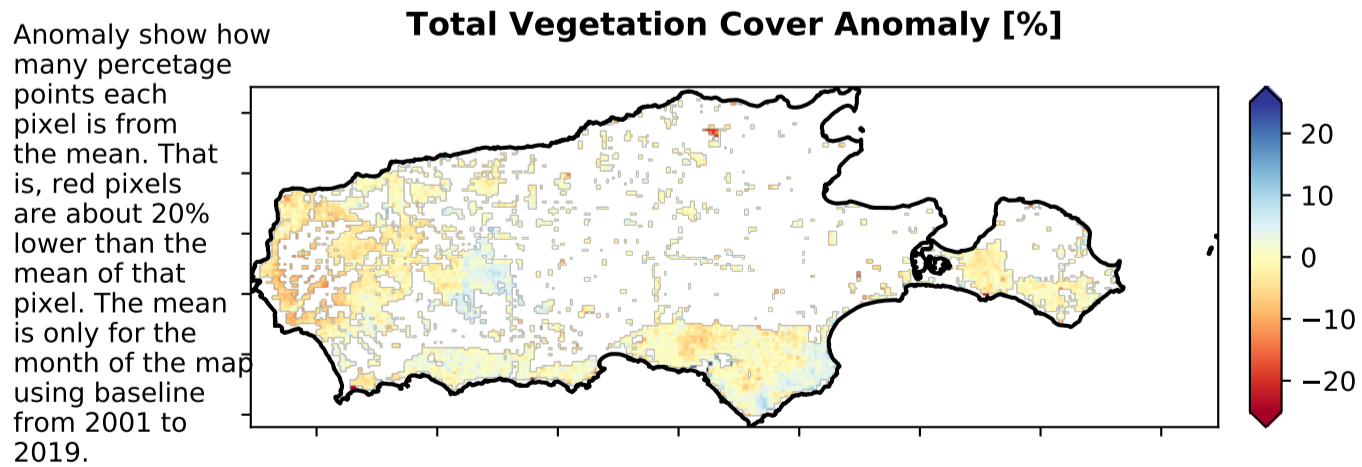 Total Vegetation Cover Anomaly [%]
Anomaly show how
many percetage
points each
pixel is from
the mean. That
is, red pixels
are about 20%
lower than the
mean of that
pixel. The mean
is only for the
month of the map
using baseline
from 2001 to
2019.
20
10
0
−10
−20